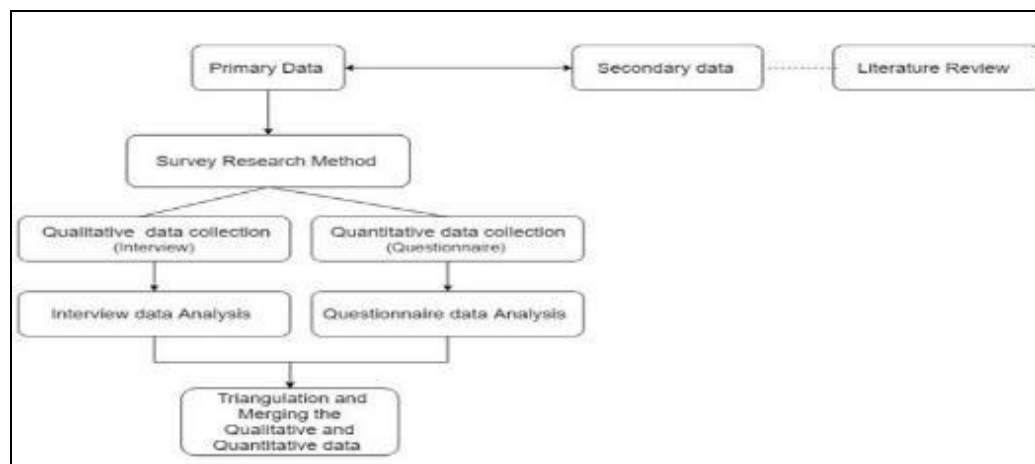 Primary Data
Secondary data
Literature Review
Survey Research Method
Qualitative data collection
(Interview)
Quantitative data collection
(Questionnaire)
Interview data Analysis
Questionnaire data Analysis
Triangulation and
Merging the
Qualitative and
Quantitative data